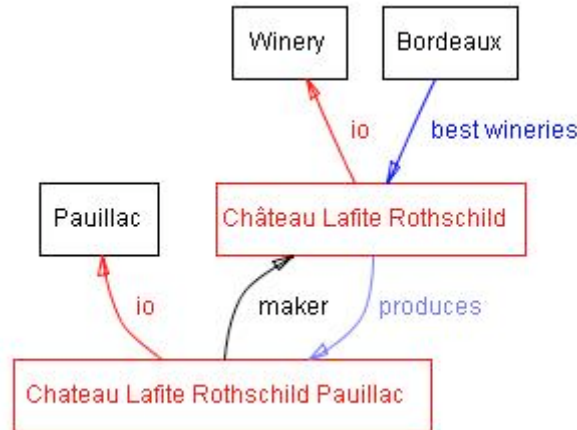 Winery
Bordeaux
io
best wineries
Pauillac
Château Lafite Rothschild
io
maker
produces
Chateau Lafite Rothschild Pauillac